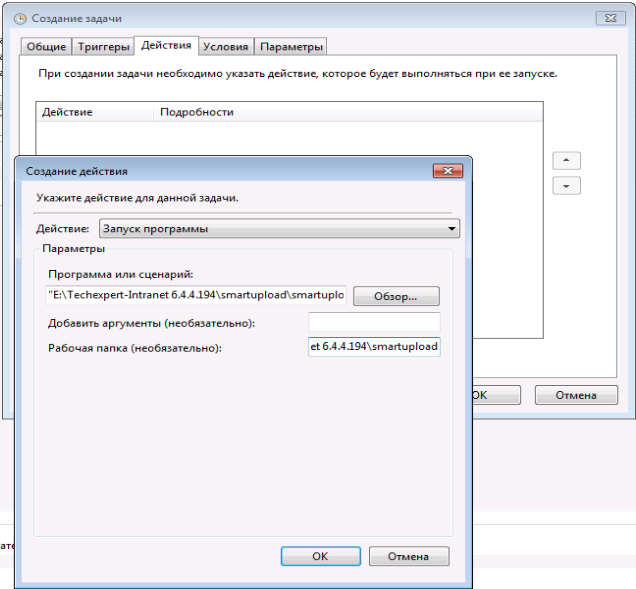 Создание задачи
Общие Триггеры Действия Условия Параметры
При создании задачи необходимо указать действие, которое будет выполняться при ее запуске.
Действие Подробности
Создание действия
Укажите действие для данной задачи.
Действие: Запуск программы
Параметры
Программа или сценарий:
"E:\Techexpert-Intranet 6.4.4.194\smartupload\smartuplo Обзор...
Добавить аргументы (необязательно):
Рабочая папка (необязательно): et 6.4.4.194\smartupload
ОК Отмена
ОК Отмена